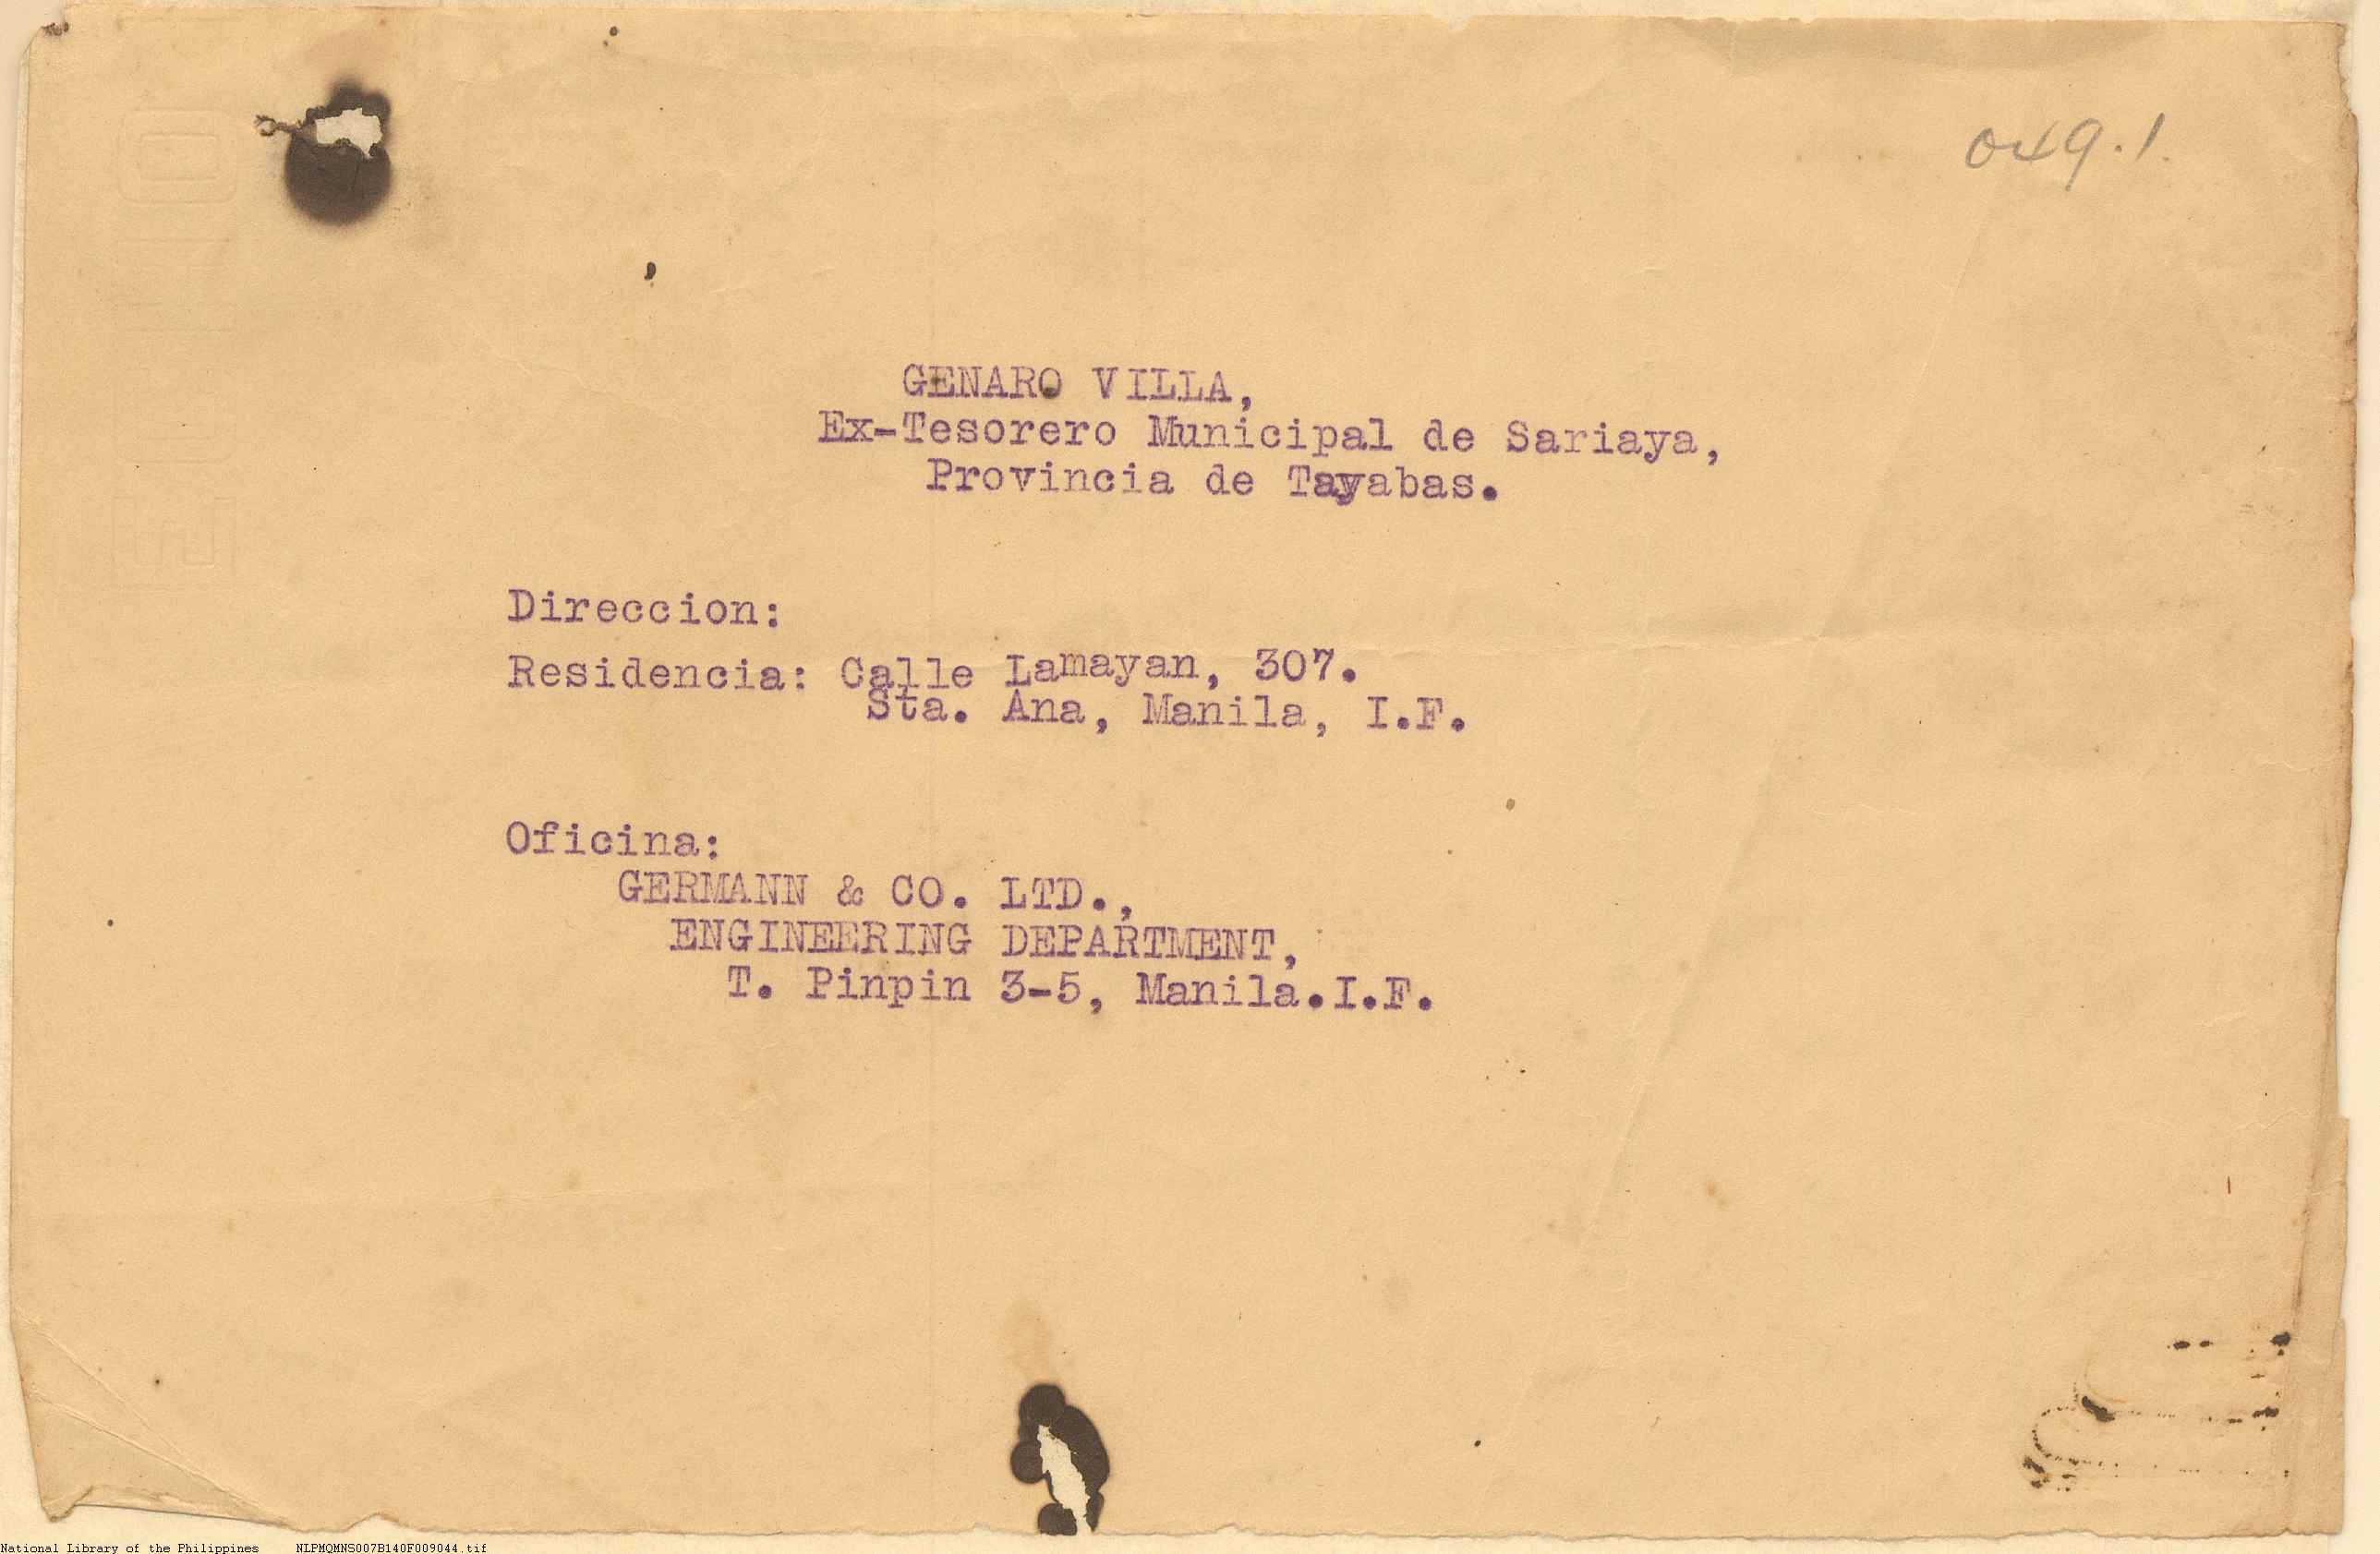 049.1
GENARO VILLA,
Ex-Tesorero Municipal de Sariaya,
Provincia de Tayabas.
Direccion:
Residencia: Calle Lamayan, 307.
Sta. Ana, Manila, I.F.
Oficina:
GERMANN & CO. LTD.,
ENGINEERING DEPARTMENT,
T. Pinpin 3-5, Manila.I.F.
National Library of the Philippines NLPMQMNS007B140F009044.tif